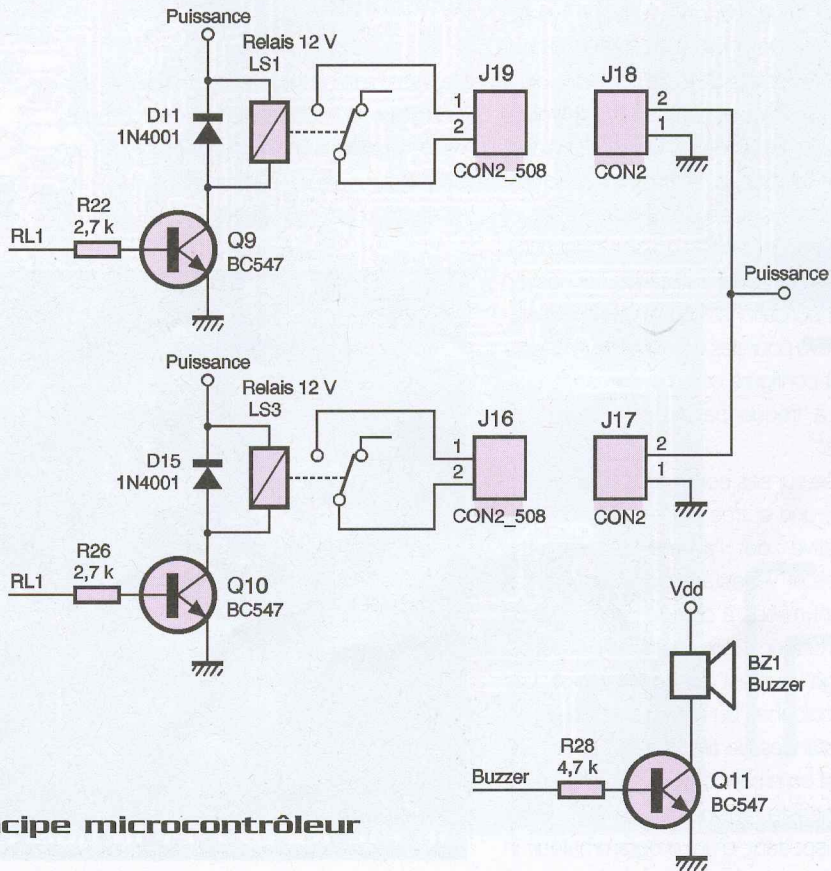 Puissance
Relais 12 V
LS1
D11
1N4001
R22
2,7 k
RL1
Q9
BC547
J19
1
2
CON2_508
J18
2
1
CON2
Puissance
Puissance
Relais 12 V
LS3
D15
1N4001
R26
2,7 k
RL1
Q10
BC547
J16
1
2
CON2_508
J17
2
1
CON2
Vdd
BZ1
Buzzer
R28
4,7 k
Buzzer
Q11
BC547
cipe microcontrôleur